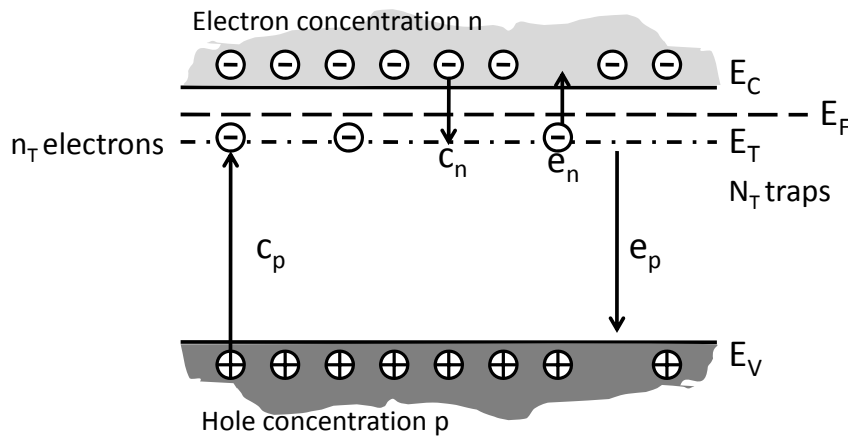 Electron concentration n
E_C
E_F
n_T electrons
E_T
c_n
e_n
N_T traps
c_p
e_p
E_V
Hole concentration p